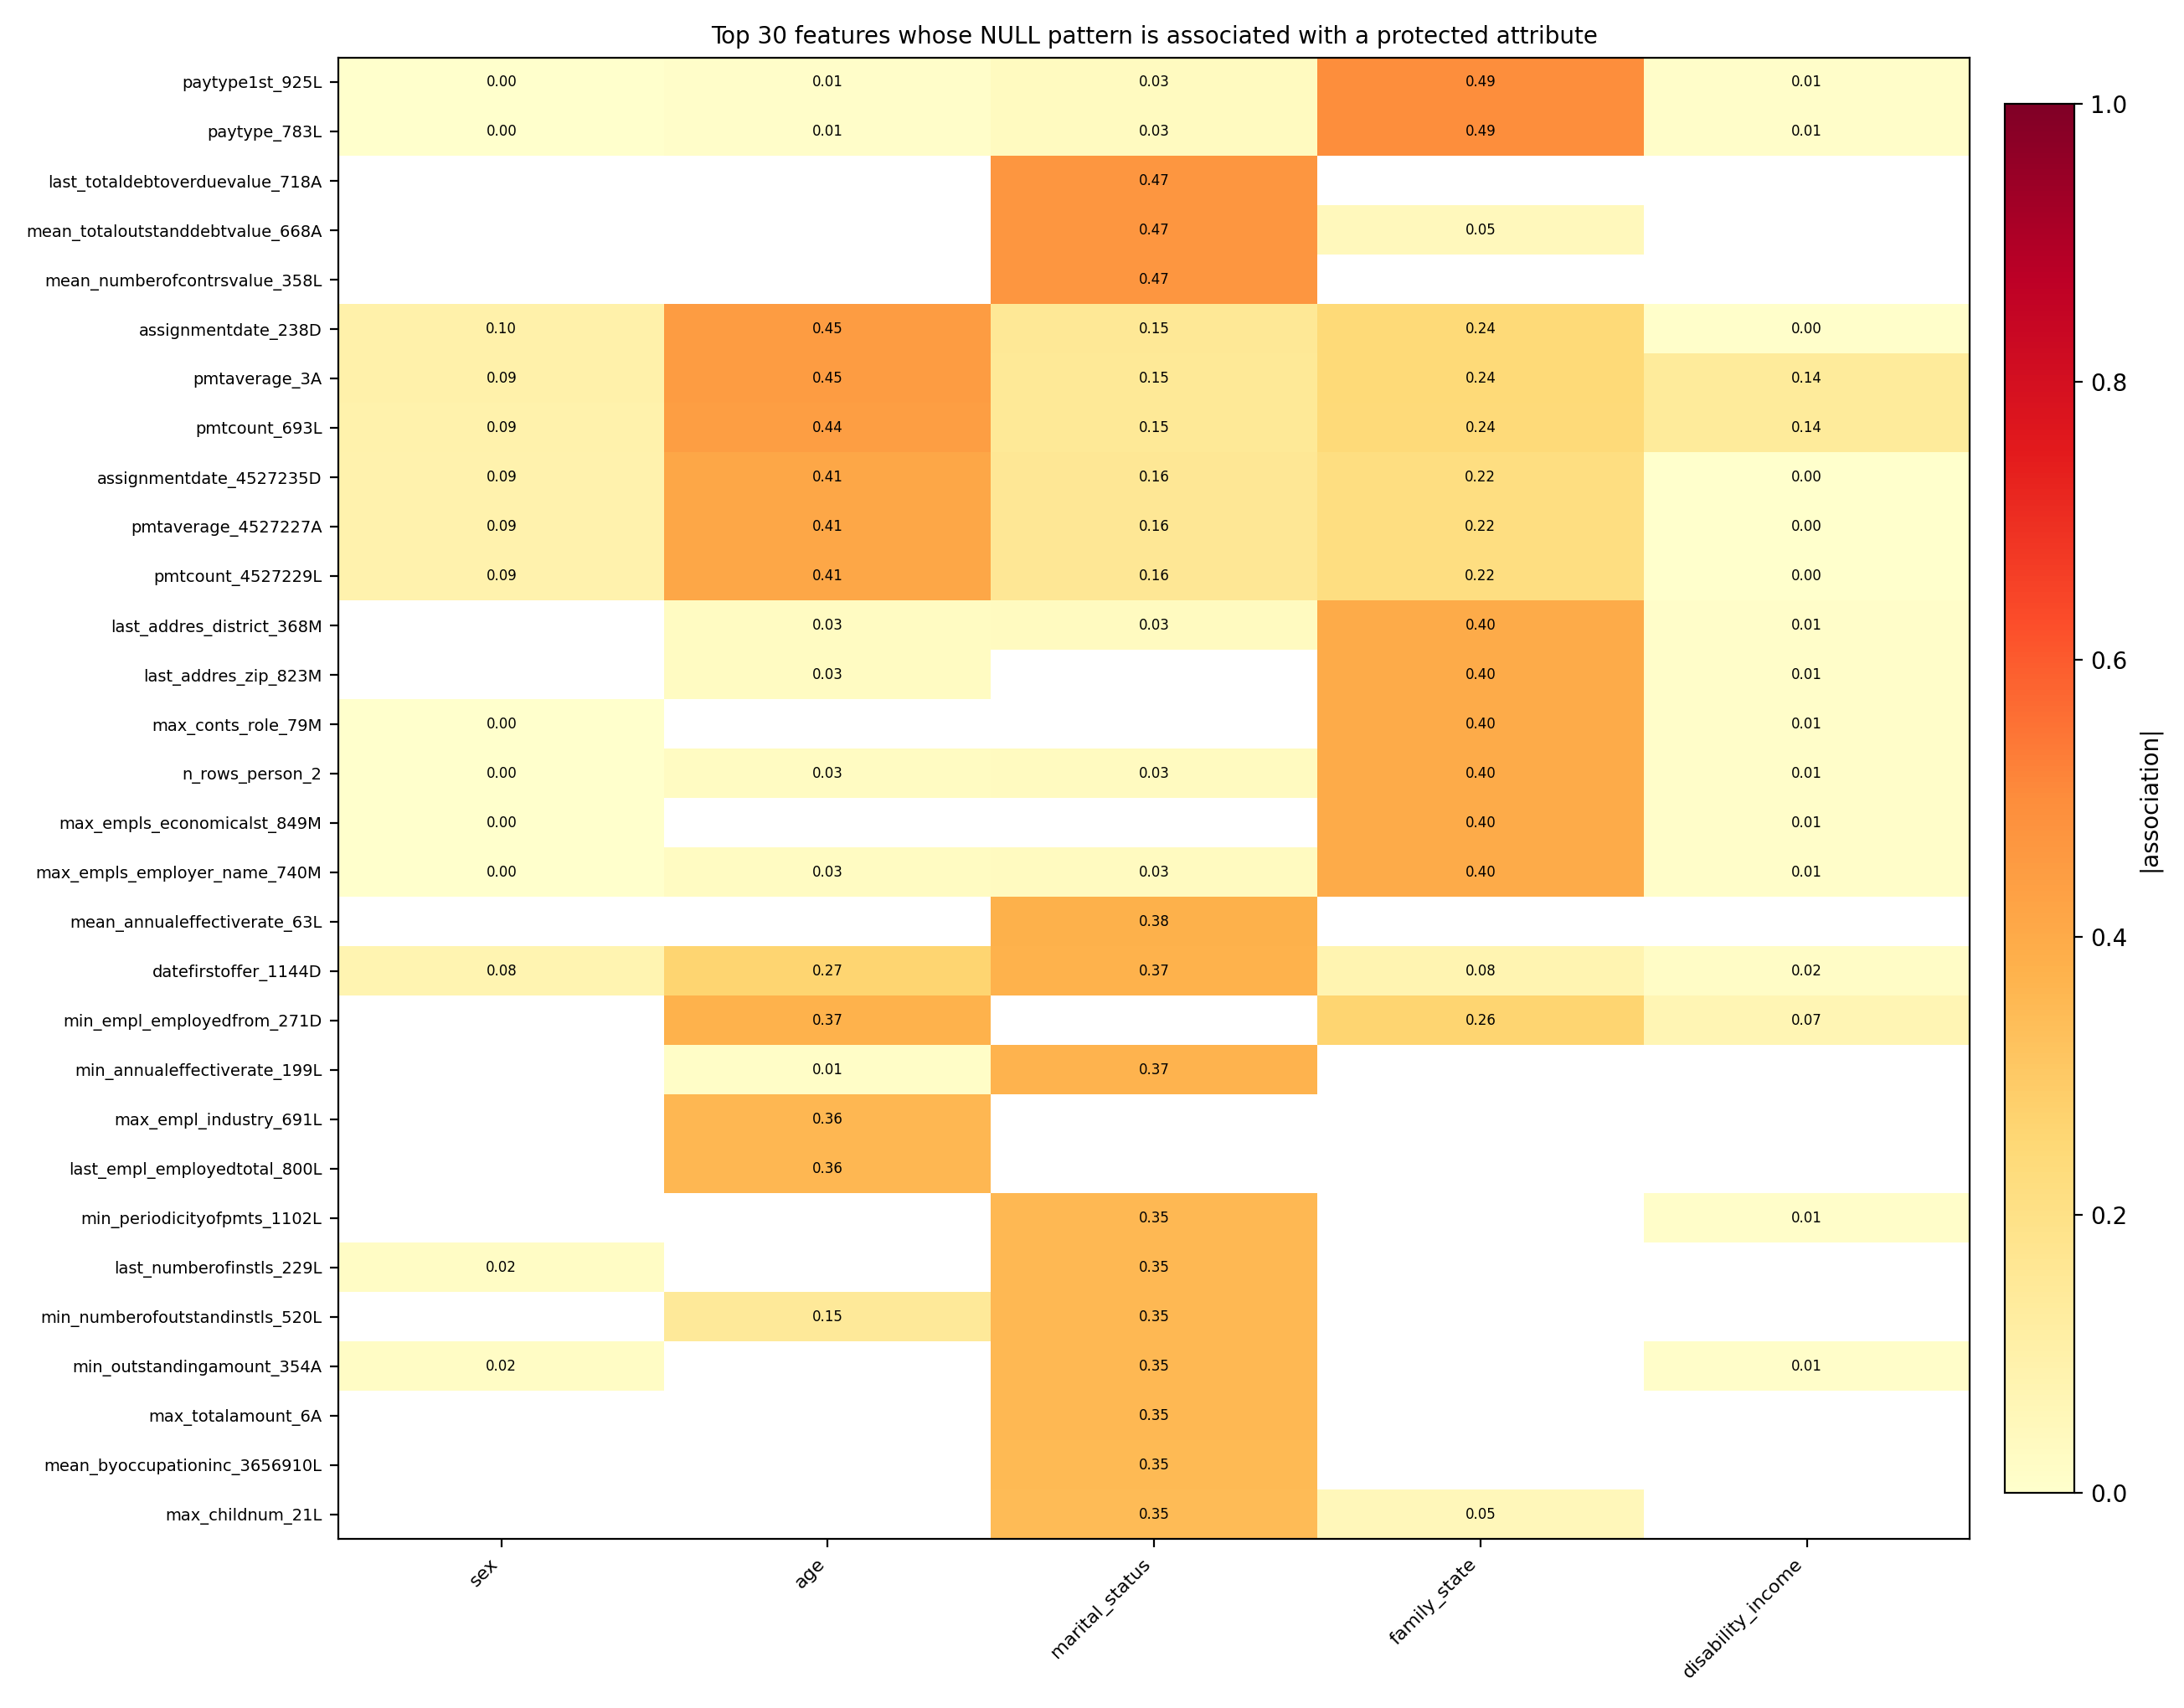 Top 30 features whose NULL pattern is associated with a protected attribute
paytype1st_925L 0.00 0.01 0.03 0.49 0.01
paytype_783L 0.00 0.01 0.03 0.49 0.01
last_totaldebtoverduevalue_718A 0.47
mean_totaloutstanddebtvalue_668A 0.47 0.05
mean_numberofcontrsvalue_358L 0.47
assignmentdate_238D 0.10 0.45 0.15 0.24 0.00
pmtaverage_3A 0.09 0.45 0.15 0.24 0.14
pmtcount_693L 0.09 0.44 0.15 0.24 0.14
assignmentdate_4527235D 0.09 0.41 0.16 0.22 0.00
pmtaverage_4527227A 0.09 0.41 0.16 0.22 0.00
pmtcount_4527229L 0.09 0.41 0.16 0.22 0.00
last_addres_district_368M 0.03 0.03 0.40 0.01
last_addres_zip_823M 0.03 0.40 0.01
max_conts_role_79M 0.00 0.40 0.01
n_rows_person_2 0.00 0.03 0.03 0.40 0.01
max_empls_economicalst_849M 0.00 0.40 0.01
max_empls_employer_name_740M 0.00 0.03 0.03 0.40 0.01
mean_annualeffectiverate_63L 0.38
datefirstoffer_1144D 0.08 0.27 0.37 0.08 0.02
min_empl_employedfrom_271D 0.37 0.26 0.07
min_annualeffectiverate_199L 0.01 0.37
max_empl_industry_691L 0.36
last_empl_employedtotal_800L 0.36
min_periodicityofpmts_1102L 0.35 0.01
last_numberofinstls_229L 0.02 0.35
min_numberofoutstandinstls_520L 0.15 0.35
min_outstandingamount_354A 0.02 0.35 0.01
max_totalamount_6A 0.35
mean_byoccupationinc_3656910L 0.35
max_childnum_21L 0.35 0.05
sex age marital_status family_state disability_income
1.0
0.8
0.6
0.4
0.2
0.0
|association|